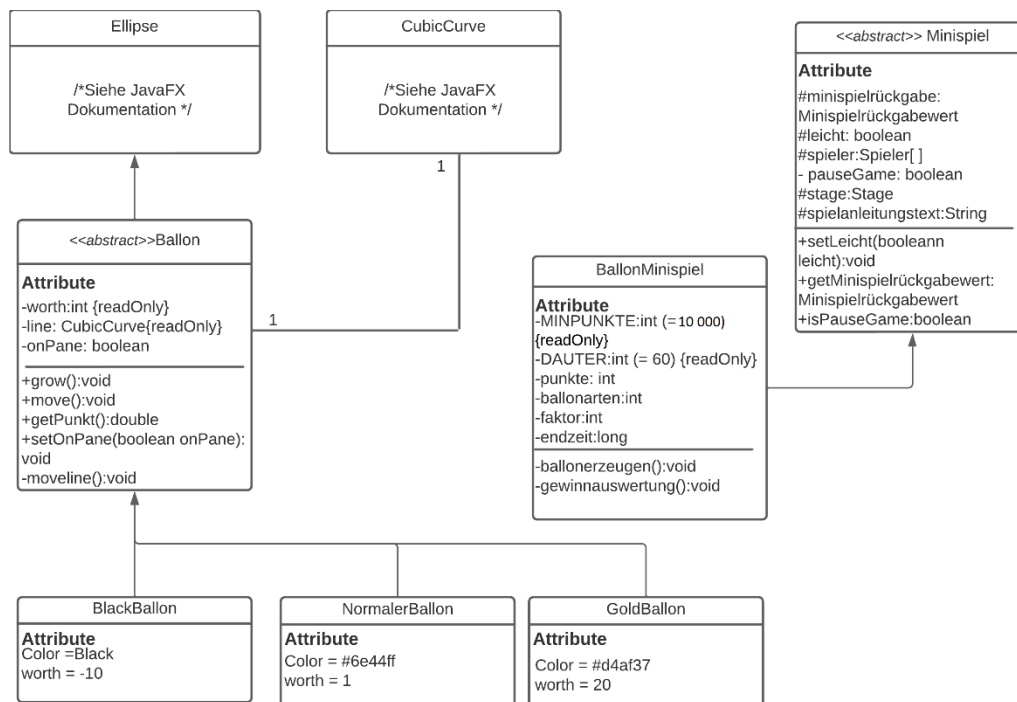 Ellipse
/*Siehe JavaFX
Dokumentation */
CubicCurve
/*Siehe JavaFX
Dokumentation */
1
1
<<abstract>> Minispiel
Attribute
#minispielrückgabe:
Minispielrückgabewert
#leicht: boolean
#spieler:Spieler[ ]
- pauseGame: boolean
#stage:Stage
#spielanleitungstext:String
+setLeicht(booleann
leicht):void
+getMinispielrückgabewert:
Minispielrückgabewert
+isPauseGame:boolean
<<abstract>>Ballon
Attribute
-worth:int {readOnly}
-line: CubicCurve{readOnly}
-onPane: boolean
+grow():void
+move():void
+getPunkt():double
+setOnPane(boolean onPane):
void
-moveline():void
BallonMinispiel
Attribute
-MINPUNKTE:int (=10 000)
{readOnly}
-DAUTER:int (= 60) {readOnly}
-punkte: int
-ballonarten:int
-faktor:int
-endzeit:long
-ballonerzeugen():void
-gewinnauswertung():void
BlackBallon
Attribute
Color =Black
worth = -10
NormalerBallon
Attribute
Color = #6e44ff
worth = 1
GoldBallon
Attribute
Color = #d4af37
worth = 20